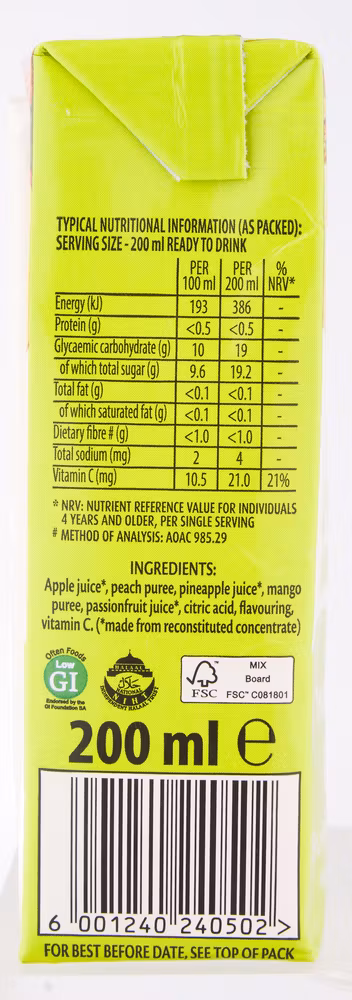 TYPICAL NUTRITIONAL INFORMATION (AS PACKED):
SERVING SIZE - 200 ml READY TO DRINK
PER 100 ml PER 200 ml % NRV*
Energy (kJ) 193 386 -
Protein (g) <0.5 <0.5 -
Glycaemic carbohydrate (g) 10 19 -
of which total sugar (g) 9.6 19.2 -
Total fat (g) <0.1 <0.1 -
of which saturated fat (g) <0.1 <0.1 -
Dietary fibre # (g) <1.0 <1.0 -
Total sodium (mg) 2 4 -
Vitamin C (mg) 10.5 21.0 21%
* NRV: NUTRIENT REFERENCE VALUE FOR INDIVIDUALS
4 YEARS AND OLDER, PER SINGLE SERVING
# METHOD OF ANALYSIS: AOAC 985.29
INGREDIENTS:
Apple juice*, peach puree, pineapple juice*, mango
puree, passionfruit juice*, citric acid, flavouring,
vitamin C. (*made from reconstituted concentrate)
Often Foods
Low
GI
Endorsed by the
GI Foundation SA
HALAAL
حلال
NATIONAL
NIHT
INDEPENDENT HALAAL TRUST
FSC
MIX
Board
FSC™ C081801
200 ml ℮
6 001240 240502 >
FOR BEST BEFORE DATE, SEE TOP OF PACK